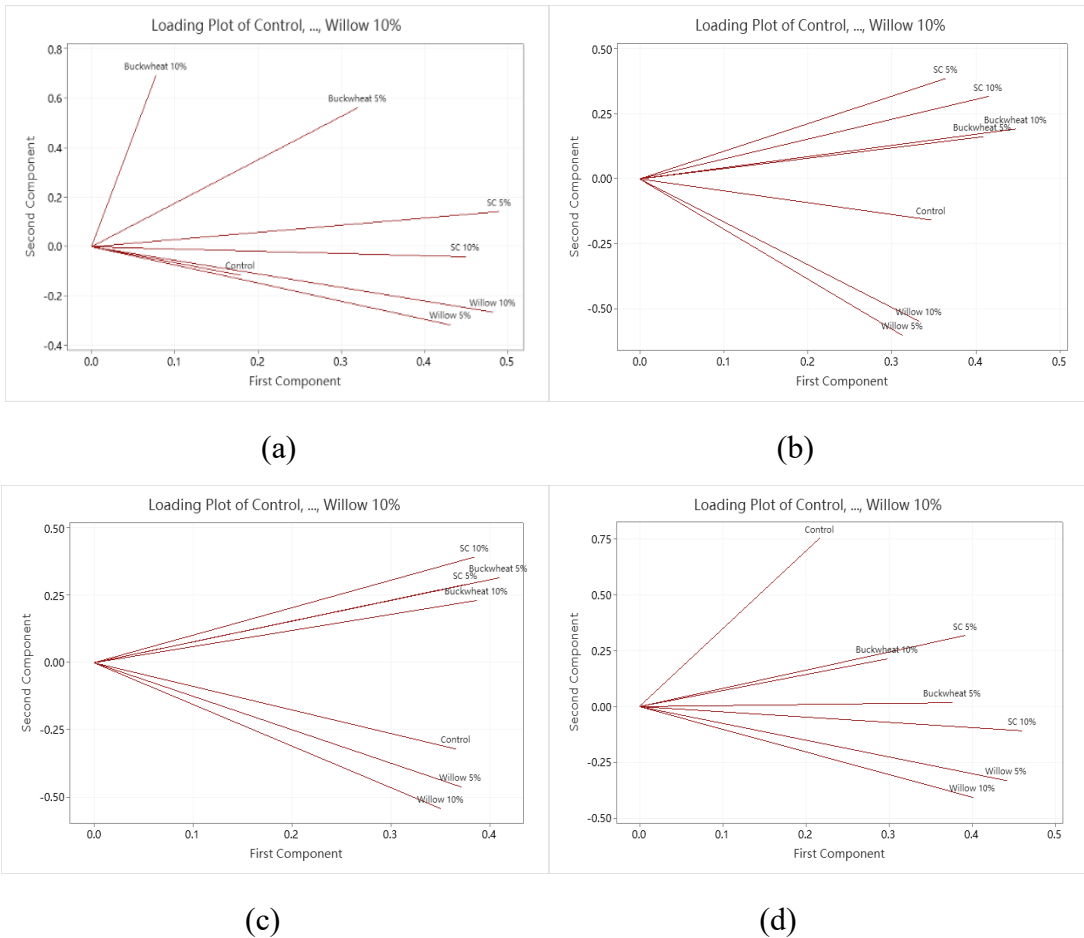 Loading Plot of Control, ..., Willow 10%
0.8
0.6
0.4
0.2
0.0
-0.2
-0.4
Second Component
Buckwheat 10%
Buckwheat 5%
SC 5%
SC 10%
Control
Willow 10%
Willow 5%
0.0 0.1 0.2 0.3 0.4 0.5
First Component
(a)
Loading Plot of Control, ..., Willow 10%
0.50
0.25
0.00
-0.25
-0.50
Second Component
SC 5%
SC 10%
Buckwheat 10%
Buckwheat 5%
Control
Willow 10%
Willow 5%
0.0 0.1 0.2 0.3 0.4 0.5
First Component
(b)
Loading Plot of Control, ..., Willow 10%
0.50
0.25
0.00
-0.25
-0.50
Second Component
SC 10%
Buckwheat 5%
SC 5%
Buckwheat 10%
Control
Willow 5%
Willow 10%
0.0 0.1 0.2 0.3 0.4
First Component
(c)
Loading Plot of Control, ..., Willow 10%
0.75
0.50
0.25
0.00
-0.25
-0.50
Second Component
Control
SC 5%
Buckwheat 10%
Buckwheat 5%
SC 10%
Willow 5%
Willow 10%
0.0 0.1 0.2 0.3 0.4 0.5
First Component
(d)